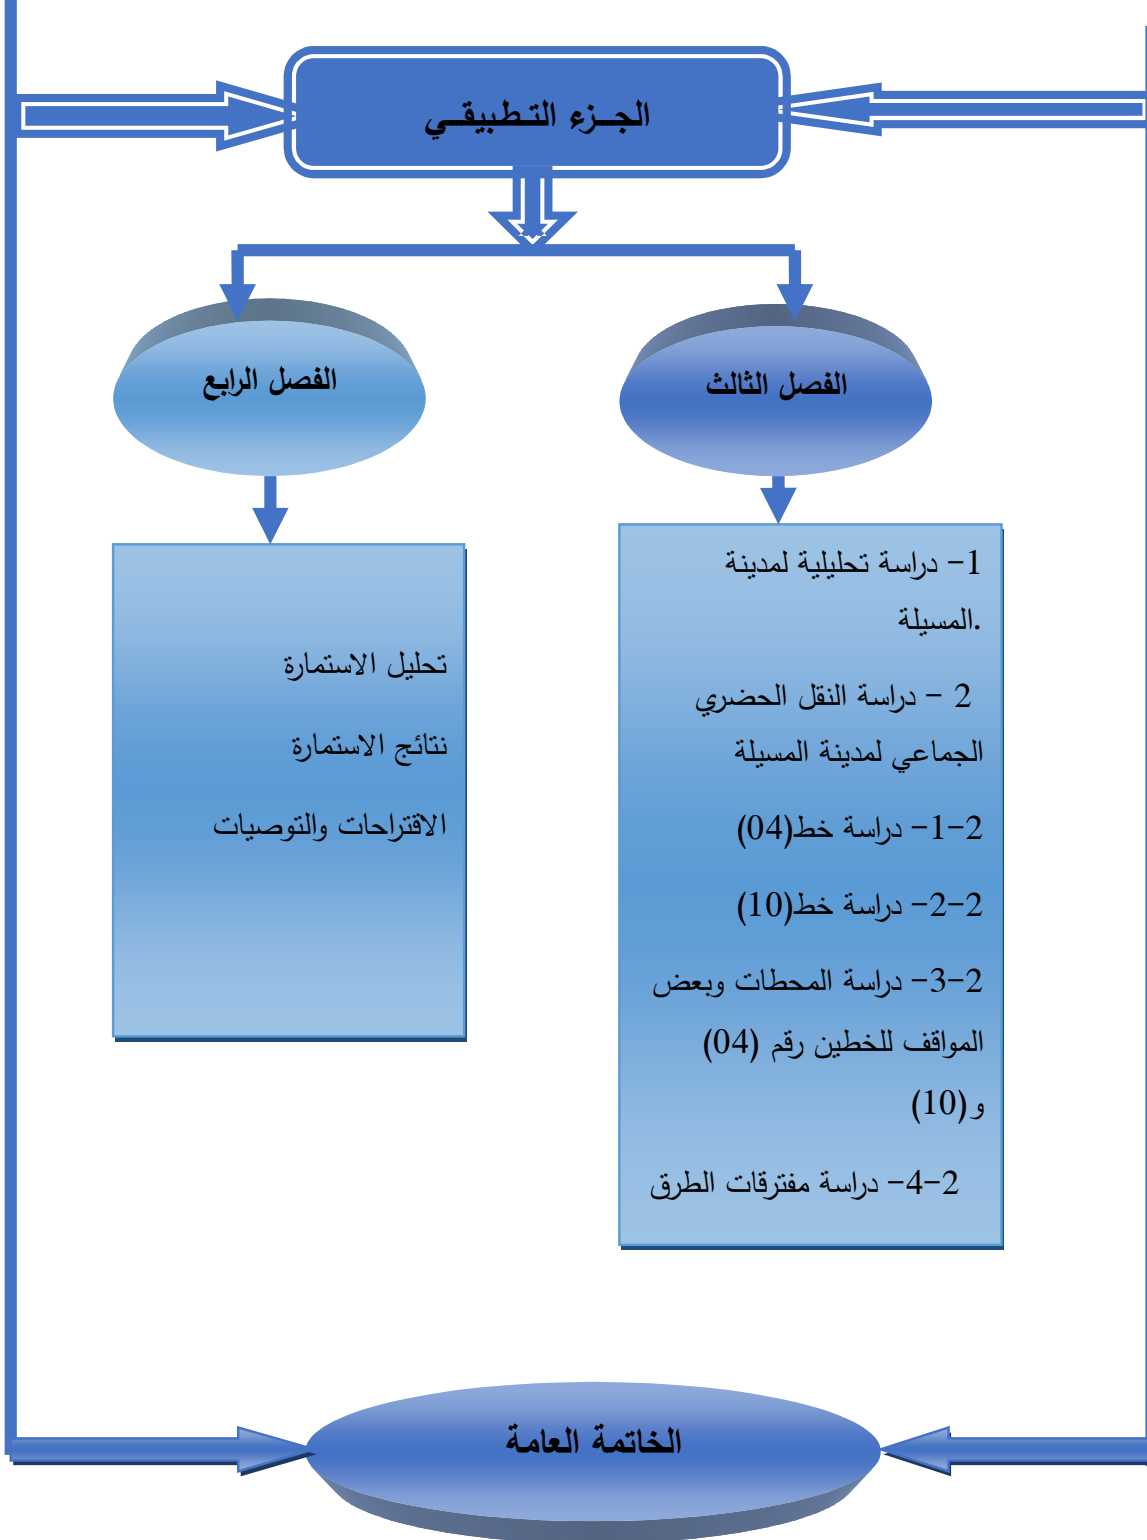 الجــزء التـطبيقــي
الفصل الثالث
1- دراسة تحليلية لمدينة
المسيلة.
2 - دراسة النقل الحضري
الجماعي لمدينة المسيلة
2-1- دراسة خط(04)
2-2- دراسة خط(10)
2-3- دراسة المحطات وبعض
المواقف للخطين رقم (04)
و(10)
2-4- دراسة مفترقات الطرق
الفصل الرابع
تحليل الاستمارة
نتائج الاستمارة
الاقتراحات والتوصيات
الخاتمة العامة